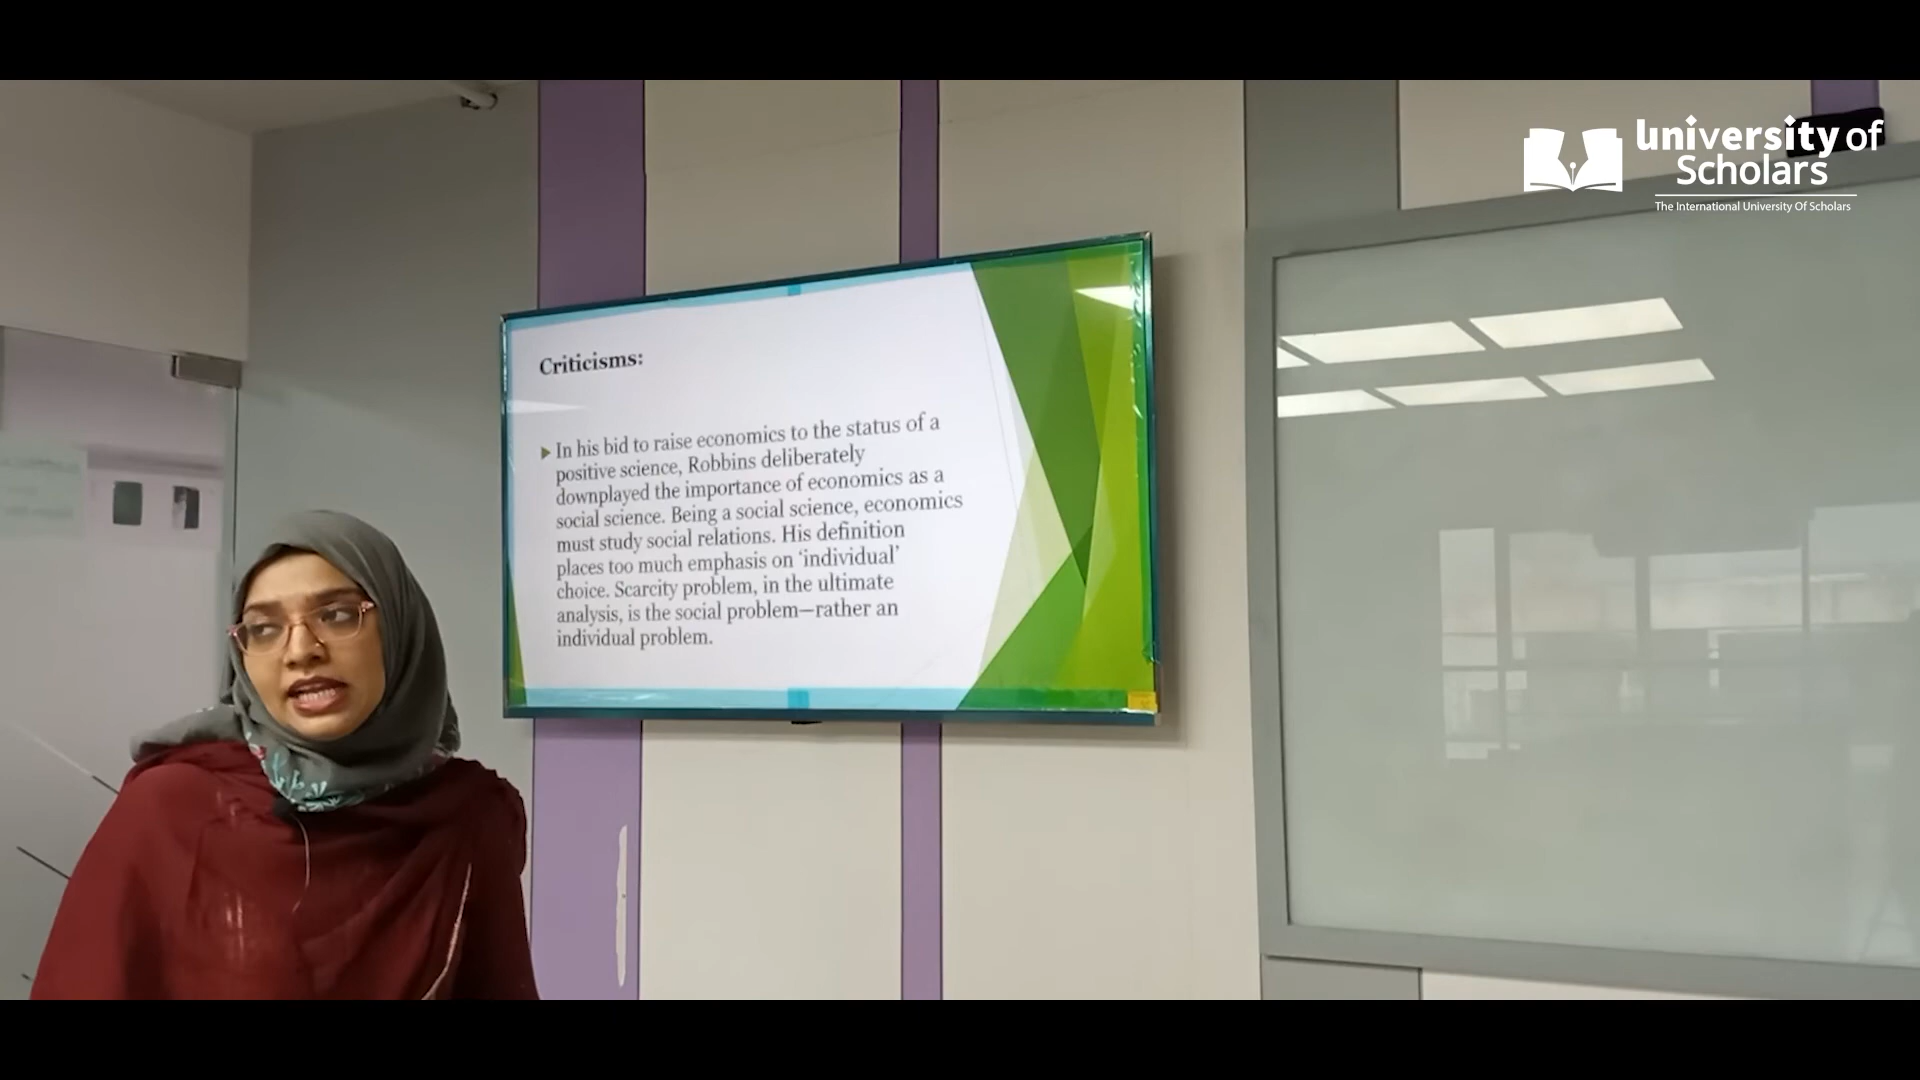 University of
Scholars
The International University Of Scholars
Criticisms:
In his bid to raise economics to the status of a
positive science, Robbins deliberately
downplayed the importance of economics as a
social science. Being a social science, economics
must study social relations. His definition
places too much emphasis on ‘individual’
choice. Scarcity problem, in the ultimate
analysis, is the social problem—rather an
individual problem.